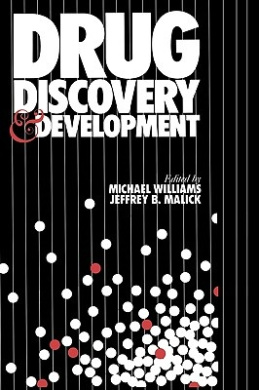 DRUG
DISCOVERY
& DEVELOPMENT
Edited by
MICHAEL WILLIAMS
JEFFREY B. MALICK